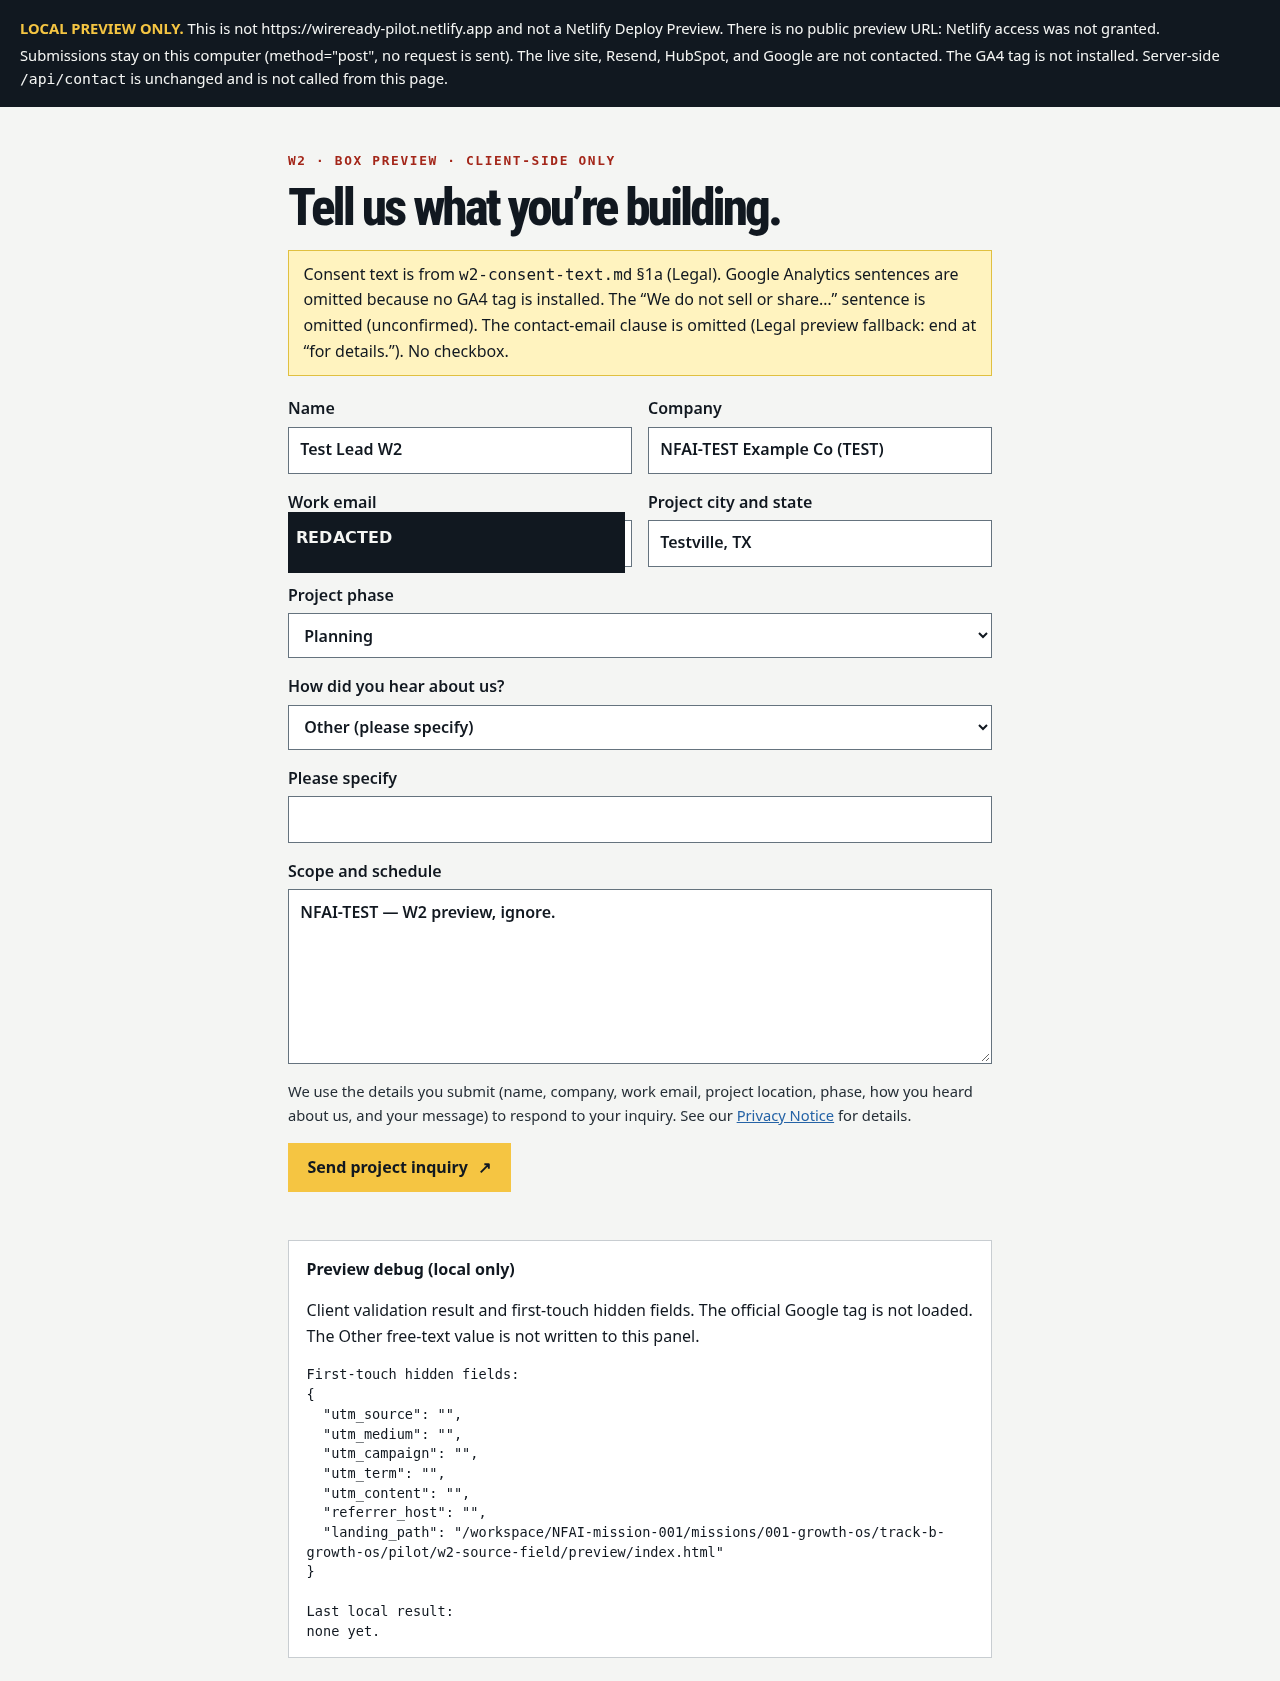 LOCAL PREVIEW ONLY. This is not https://wireready-pilot.netlify.app and not a Netlify Deploy Preview. There is no public preview URL: Netlify access was not granted.
Submissions stay on this computer (method="post", no request is sent). The live site, Resend, HubSpot, and Google are not contacted. The GA4 tag is not installed. Server-side
/api/contact is unchanged and is not called from this page.
W2 · BOX PREVIEW · CLIENT-SIDE ONLY
Tell us what you’re building.
Consent text is from w2-consent-text.md §1a (Legal). Google Analytics sentences are
omitted because no GA4 tag is installed. The “We do not sell or share…” sentence is
omitted (unconfirmed). The contact-email clause is omitted (Legal preview fallback: end at
“for details.”). No checkbox.
Name Company
Test Lead W2 NFAI-TEST Example Co (TEST)
Work email Project city and state
REDACTED Testville, TX
Project phase
Planning
How did you hear about us?
Other (please specify)
Please specify
Scope and schedule
NFAI-TEST — W2 preview, ignore.
We use the details you submit (name, company, work email, project location, phase, how you heard
about us, and your message) to respond to your inquiry. See our Privacy Notice for details.
Send project inquiry ↗
Preview debug (local only)
Client validation result and first-touch hidden fields. The official Google tag is not loaded.
The Other free-text value is not written to this panel.
First-touch hidden fields:
{
  "utm_source": "",
  "utm_medium": "",
  "utm_campaign": "",
  "utm_term": "",
  "utm_content": "",
  "referrer_host": "",
  "landing_path": "/workspace/NFAI-mission-001/missions/001-growth-os/track-b-
growth-os/pilot/w2-source-field/preview/index.html"
}
Last local result:
none yet.